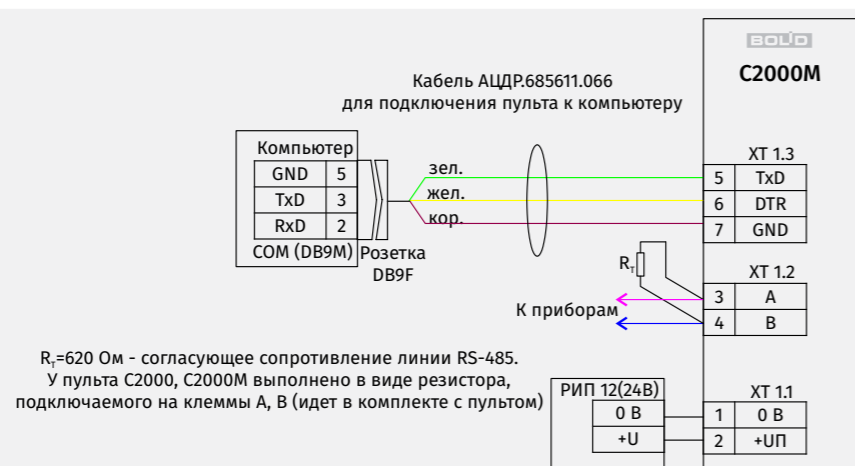 BOLID
С2000М
Кабель АЦДР.685611.066
для подключения пульта к компьютеру
Компьютер
GND 5
TxD 3
RxD 2
COM (DB9M)
Розетка
DB9F
зел.
жел.
кор.
XT 1.3
5 TxD
6 DTR
7 GND
Rт
XT 1.2
3 A
4 B
К приборам
Rт=620 Ом - согласующее сопротивление линии RS-485.
У пульта С2000, С2000М выполнено в виде резистора,
подключаемого на клеммы А, В (идет в комплекте с пультом)
РИП 12(24В)
0 В
+U
XT 1.1
1 0 В
2 +UП